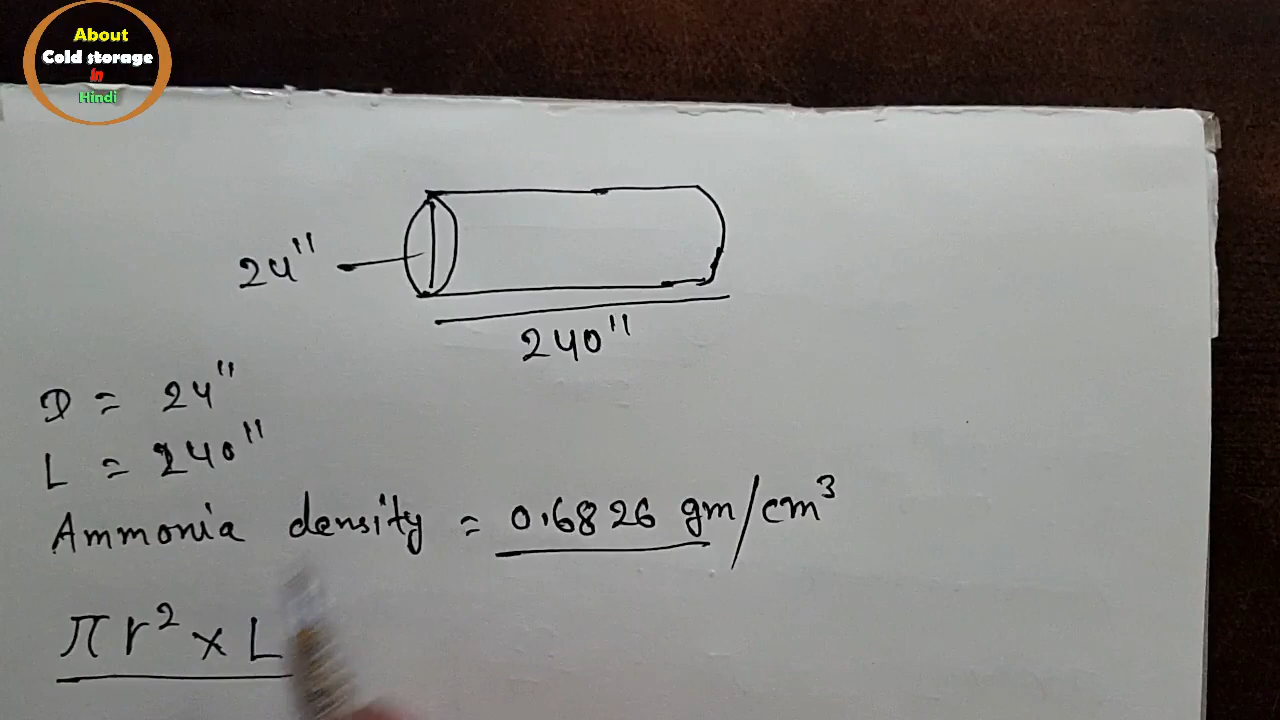 About
Cold storage
in
Hindi
24"
240"
D = 24"
L = 240"
Ammonia density = 0.6826 gm/cm³
πr² × L